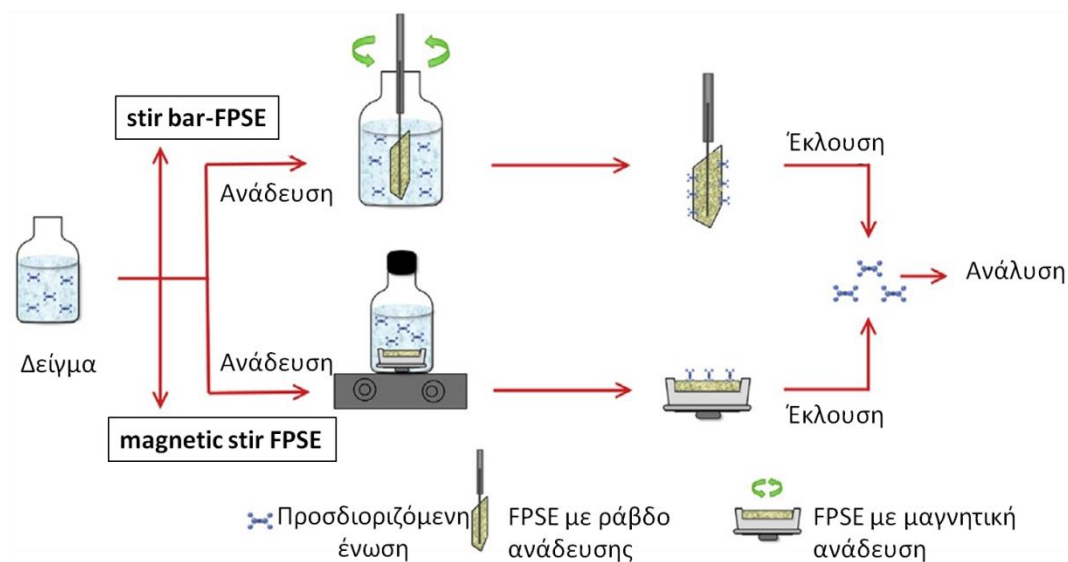 stir bar-FPSE
Έκλουση
Ανάδευση
Ανάλυση
Δείγμα
Ανάδευση
Έκλουση
magnetic stir FPSE
Προσδιοριζόμενη
ένωση
FPSE με ράβδο
ανάδευσης
FPSE με μαγνητική
ανάδευση